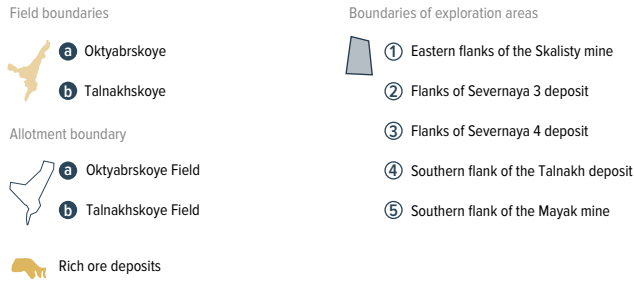 Field boundaries
a Oktyabrskoye
b Talnakhskoye
Allotment boundary
a Oktyabrskoye Field
b Talnakhskoye Field
Rich ore deposits
Boundaries of exploration areas
1 Eastern flanks of the Skalisty mine
2 Flanks of Severnaya 3 deposit
3 Flanks of Severnaya 4 deposit
4 Southern flank of the Talnakh deposit
5 Southern flank of the Mayak mine